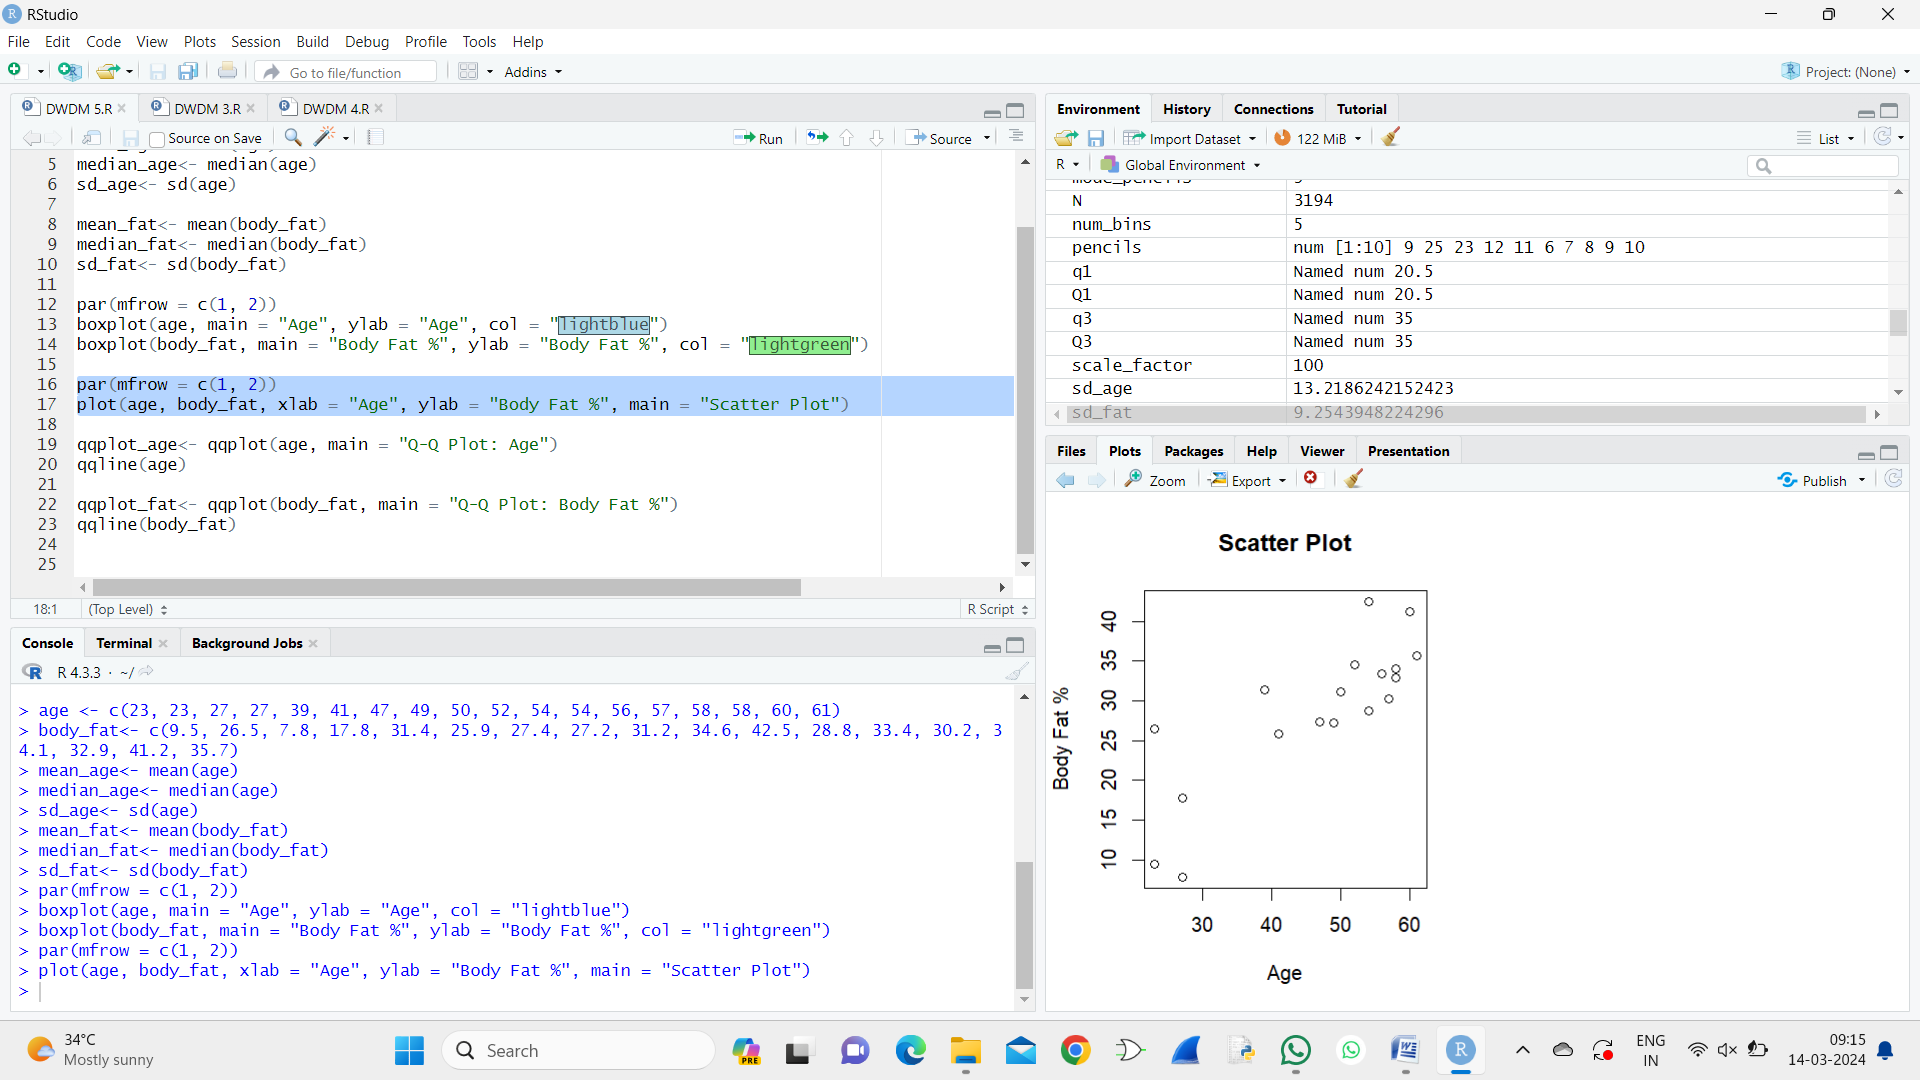 RStudio
File Edit Code View Plots Session Build Debug Profile Tools Help
Go to file/function Addins Project: (None)
DWDM 5.R DWDM 3.R DWDM 4.R
Source on Save Run Source
5 median_age<- median(age)
6 sd_age<- sd(age)
7
8 mean_fat<- mean(body_fat)
9 median_fat<- median(body_fat)
10 sd_fat<- sd(body_fat)
11
12 par(mfrow = c(1, 2))
13 boxplot(age, main = "Age", ylab = "Age", col = "lightblue")
14 boxplot(body_fat, main = "Body Fat %", ylab = "Body Fat %", col = "lightgreen")
15
16 par(mfrow = c(1, 2))
17 plot(age, body_fat, xlab = "Age", ylab = "Body Fat %", main = "Scatter Plot")
18
19 qqplot_age<- qqplot(age, main = "Q-Q Plot: Age")
20 qqline(age)
21
22 qqplot_fat<- qqplot(body_fat, main = "Q-Q Plot: Body Fat %")
23 qqline(body_fat)
24
25
18:1 (Top Level) R Script
Console Terminal Background Jobs
R 4.3.3 · ~/
> age <- c(23, 23, 27, 27, 39, 41, 47, 49, 50, 52, 54, 54, 56, 57, 58, 58, 60, 61)
> body_fat<- c(9.5, 26.5, 7.8, 17.8, 31.4, 25.9, 27.4, 27.2, 31.2, 34.6, 42.5, 28.8, 33.4, 30.2, 3
4.1, 32.9, 41.2, 35.7)
> mean_age<- mean(age)
> median_age<- median(age)
> sd_age<- sd(age)
> mean_fat<- mean(body_fat)
> median_fat<- median(body_fat)
> sd_fat<- sd(body_fat)
> par(mfrow = c(1, 2))
> boxplot(age, main = "Age", ylab = "Age", col = "lightblue")
> boxplot(body_fat, main = "Body Fat %", ylab = "Body Fat %", col = "lightgreen")
> par(mfrow = c(1, 2))
> plot(age, body_fat, xlab = "Age", ylab = "Body Fat %", main = "Scatter Plot")
>
Environment History Connections Tutorial
Import Dataset 122 MiB List
R Global Environment
N 3194
num_bins 5
pencils num [1:10] 9 25 23 12 11 6 7 8 9 10
q1 Named num 20.5
Q1 Named num 20.5
q3 Named num 35
Q3 Named num 35
scale_factor 100
sd_age 13.2186242152423
sd_fat 9.2543948224296
Files Plots Packages Help Viewer Presentation
Zoom Export Publish
Scatter Plot
Body Fat %
40
35
30
25
20
15
10
30 40 50 60
Age
34°C
Mostly sunny
Search
PRE
ENG
IN
09:15
14-03-2024